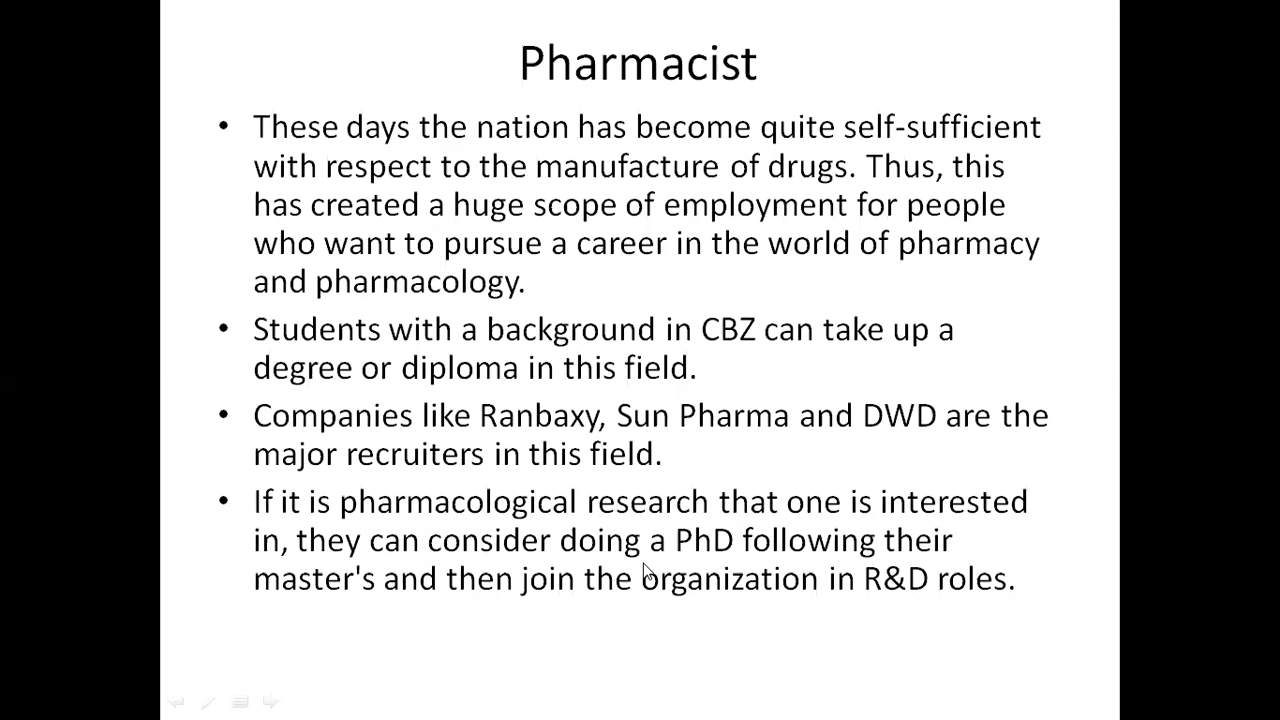 Pharmacist
• These days the nation has become quite self-sufficient
with respect to the manufacture of drugs. Thus, this
has created a huge scope of employment for people
who want to pursue a career in the world of pharmacy
and pharmacology.
• Students with a background in CBZ can take up a
degree or diploma in this field.
• Companies like Ranbaxy, Sun Pharma and DWD are the
major recruiters in this field.
• If it is pharmacological research that one is interested
in, they can consider doing a PhD following their
master's and then join the organization in R&D roles.